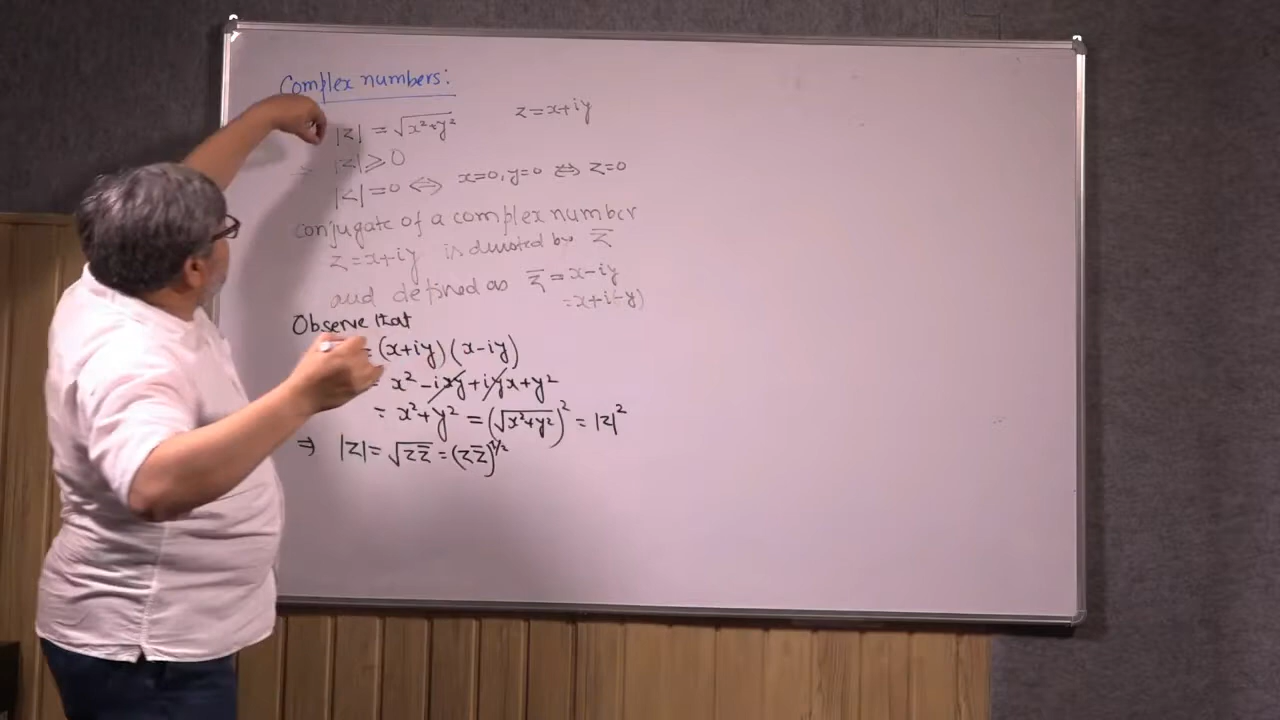 Complex numbers:
|z| = √x²+y² z=x+iy
|z| ⩾ 0
|z| = 0 ⇔ x=0, y=0 ⇔ z=0
conjugate of a complex number
z = x+iy is denoted by z̅
and defined as z̅ = x-iy
= x+i(-y)
Observe that
= (x+iy)(x-iy)
= x² - ixy + iyx + y²
= x²+y² = (√x²+y²)² = |z|²
⇒ |z| = √zz̅ = (zz̅)^1/2